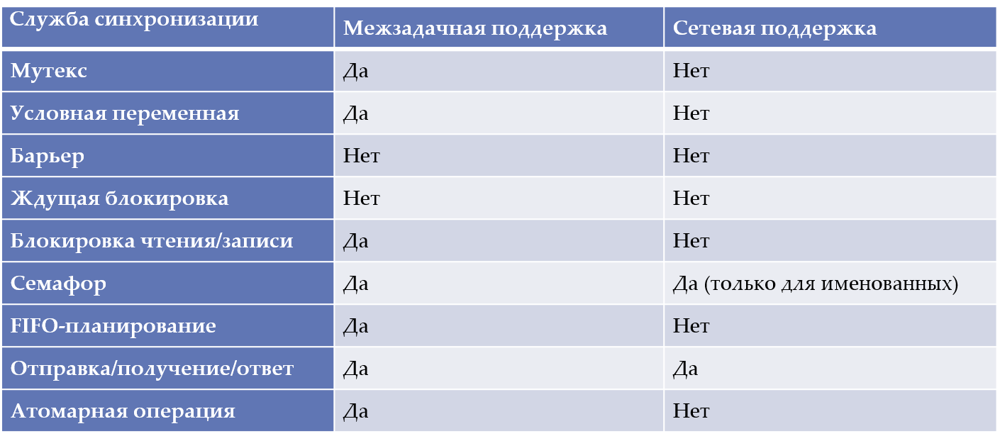 Служба синхронизации Межзадачная поддержка Сетевая поддержка
Мутекс Да Нет
Условная переменная Да Нет
Барьер Нет Нет
Ждущая блокировка Нет Нет
Блокировка чтения/записи Да Нет
Семафор Да Да (только для именованных)
FIFO-планирование Да Нет
Отправка/получение/ответ Да Да
Атомарная операция Да Нет